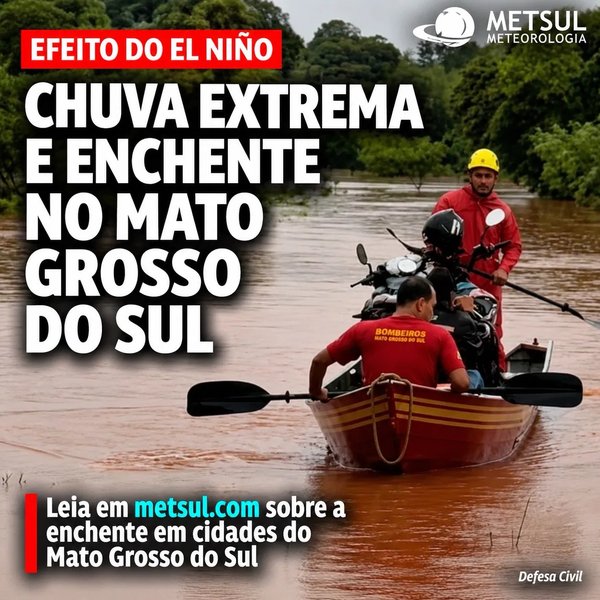 METSUL
METEOROLOGIA
EFEITO DO EL NIÑO
CHUVA EXTREMA
E ENCHENTE
NO MATO
GROSSO
DO SUL
BOMBEIROS
MATO GROSSO DO SUL
Leia em metsul.com sobre a
enchente em cidades do
Mato Grosso do Sul
Defesa Civil